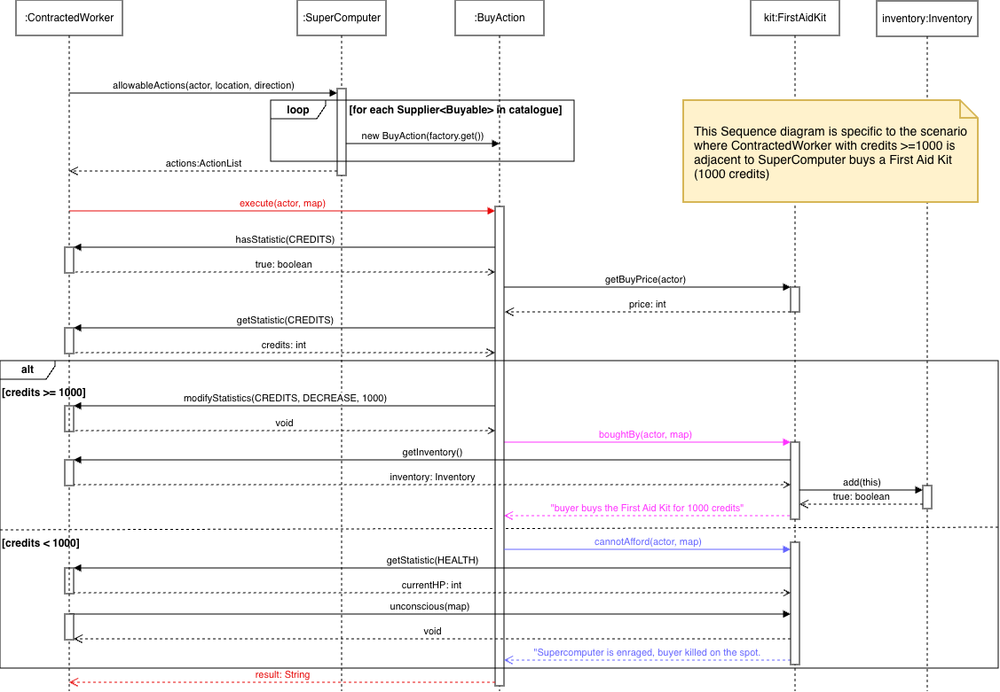 :ContractedWorker
:SuperComputer
:BuyAction
kit:FirstAidKit
inventory:Inventory
allowableActions(actor, location, direction)
loop
[for each Supplier<Buyable> in catalogue]
new BuyAction(factory.get())
actions:ActionList
This Sequence diagram is specific to the scenario
where ContractedWorker with credits >=1000 is
adjacent to SuperComputer buys a First Aid Kit
(1000 credits)
execute(actor, map)
hasStatistic(CREDITS)
true: boolean
getBuyPrice(actor)
price: int
getStatistic(CREDITS)
credits: int
alt
[credits >= 1000]
modifyStatistics(CREDITS, DECREASE, 1000)
void
boughtBy(actor, map)
getInventory()
inventory: Inventory
add(this)
true: boolean
"buyer buys the First Aid Kit for 1000 credits"
[credits < 1000]
cannotAfford(actor, map)
getStatistic(HEALTH)
currentHP: int
unconscious(map)
void
"Supercomputer is enraged, buyer killed on the spot.
result: String